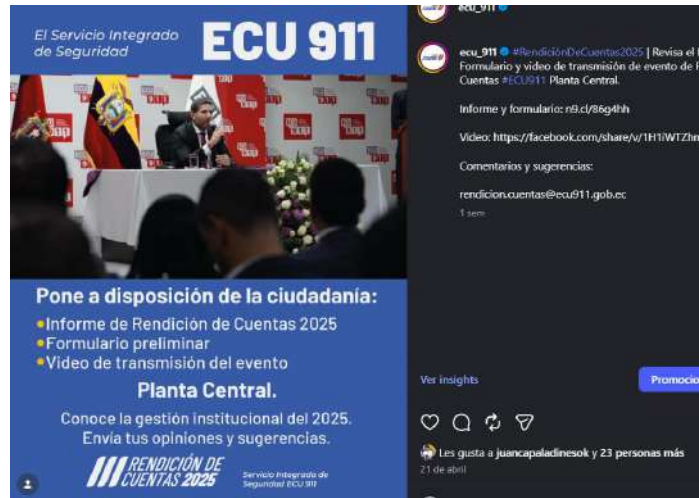 El Servicio Integrado
de Seguridad
ECU 911
Pone a disposición de la ciudadanía:
•Informe de Rendición de Cuentas 2025
•Formulario preliminar
•Video de transmisión del evento
Planta Central.
Conoce la gestión institucional del 2025.
Envía tus opiniones y sugerencias.
RENDICIÓN DE
CUENTAS 2025
Servicio Integrado de
Seguridad ECU 911
ecu_911
ecu_911 #RendiciónDeCuentas2025 | Revisa el
Formulario y video de transmisión de evento de
Cuentas #ECU911 Planta Central.
Informe y formulario: n9.cl/86g4hh
Video: https://facebook.com/share/v/1H1iWTZhn
Comentarios y sugerencias:
rendicion.cuentas@ecu911.gob.ec
1 sem
Ver insights
Promocio
Les gusta a juancapaladinesok y 23 personas más
21 de abril